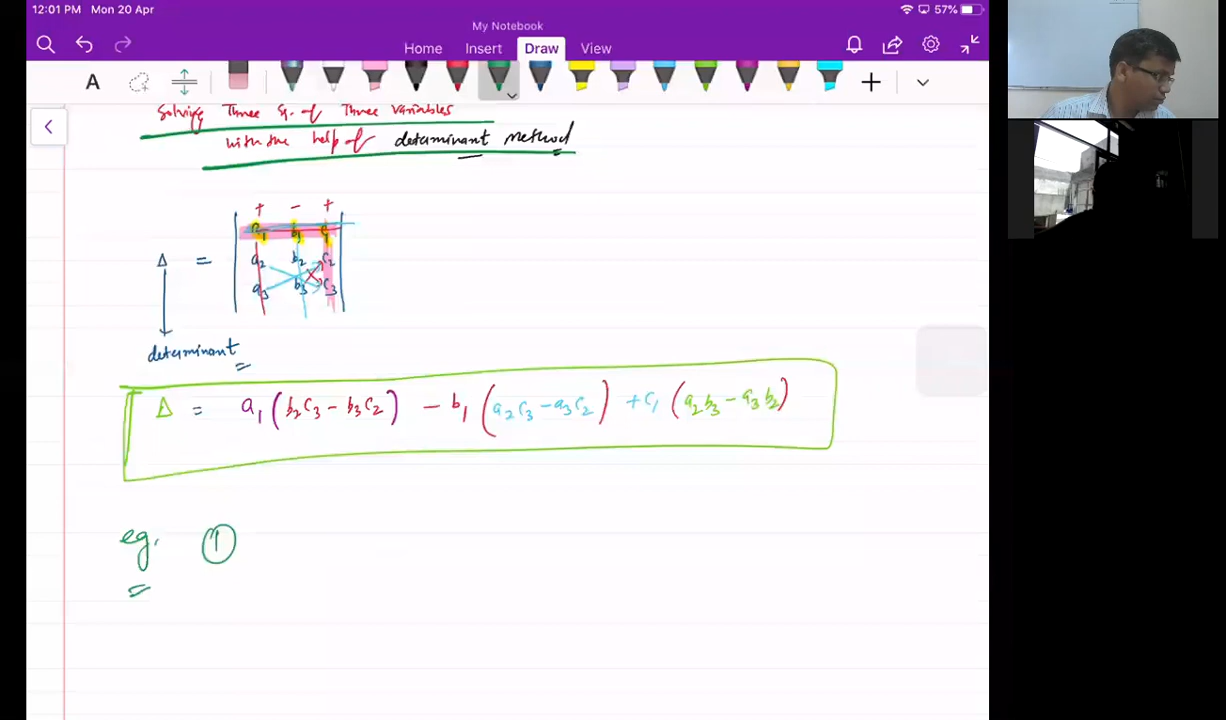 12:01 PM Mon 20 Apr
57%
My Notebook
Home Insert Draw View
A
Solving Three Eq. of Three Variables
with the help of determinant method
+ - +
a₁ b₁ c₁
Δ = a₂ b₂ c₂
a₃ b₃ c₃
determinant
Δ = a₁(b₂c₃ - b₃c₂) - b₁(a₂c₃ - a₃c₂) + c₁(a₂b₃ - a₃b₂)
eg. ①